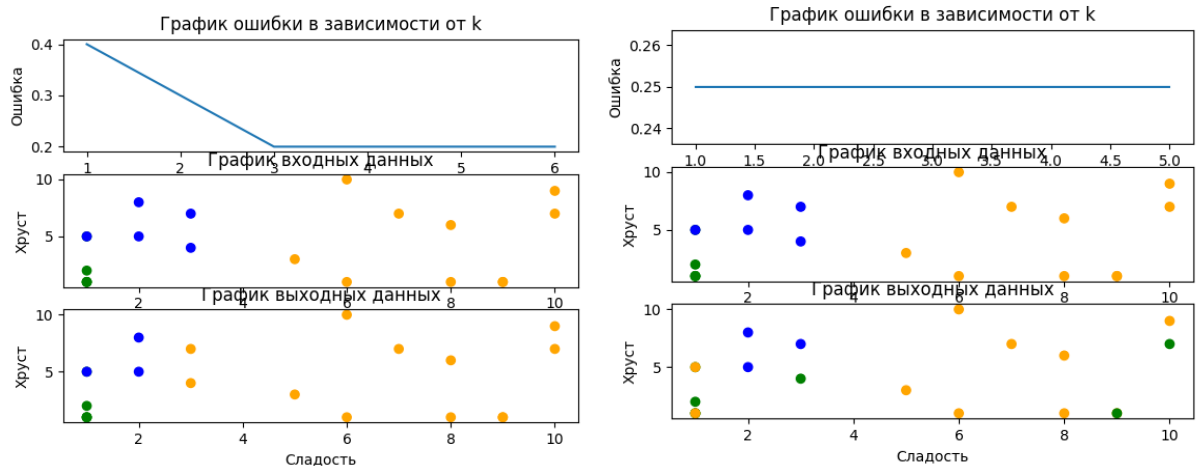 График ошибки в зависимости от k
Ошибка
0.4
0.3
0.2
1 2 3 4 5 6
График входных данных
Хруст
10
5
2 4 6 8 10
График выходных данных
Хруст
10
5
2 4 6 8 10
Сладость
График ошибки в зависимости от k
Ошибка
0.26
0.25
0.24
1.0 1.5 2.0 2.5 3.0 3.5 4.0 4.5 5.0
График входных данных
Хруст
10
5
2 4 6 8 10
График выходных данных
Хруст
10
5
2 4 6 8 10
Сладость